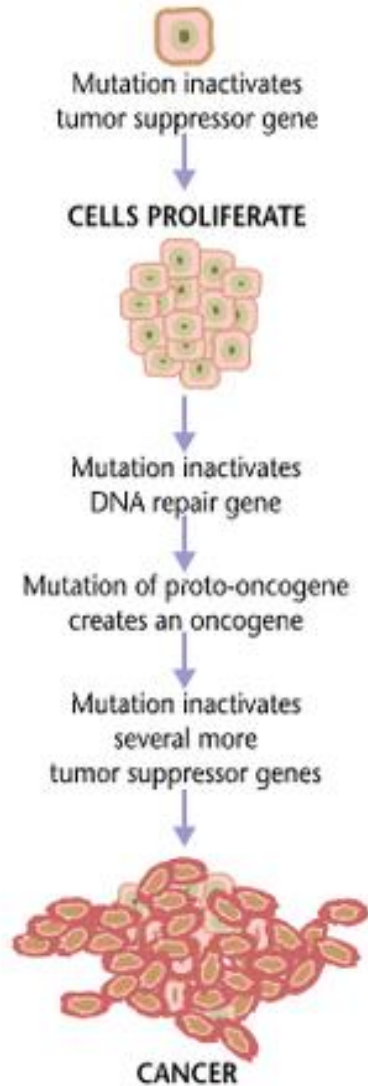 Mutation inactivates
tumor suppressor gene
CELLS PROLIFERATE
Mutation inactivates
DNA repair gene
Mutation of proto-oncogene
creates an oncogene
Mutation inactivates
several more
tumor suppressor genes
CANCER